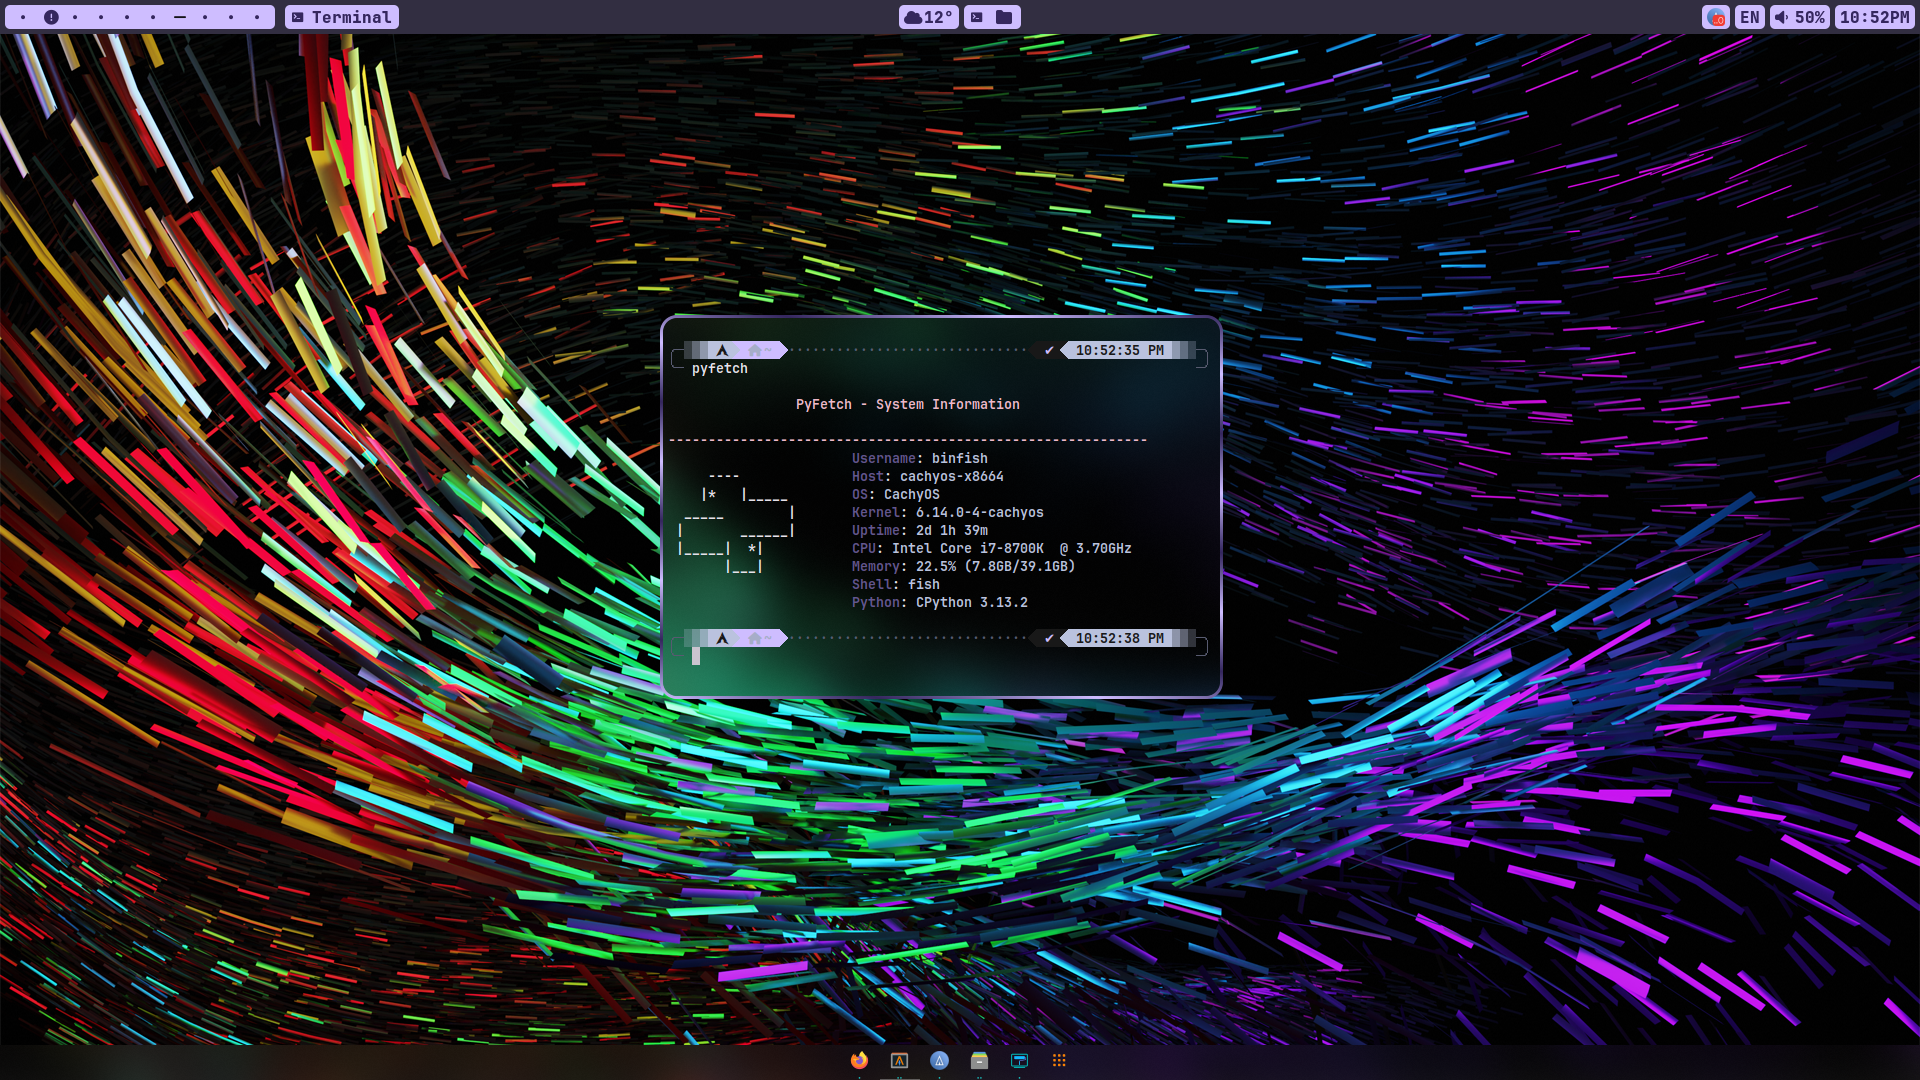 Terminal
12°
EN
50%
10:52PM
10:52:35 PM
pyfetch
PyFetch - System Information
------------------------------------------------------------
Username: binfish
Host: cachyos-x8664
OS: CachyOS
Kernel: 6.14.0-4-cachyos
Uptime: 2d 1h 39m
CPU: Intel Core i7-8700K  @ 3.70GHz
Memory: 22.5% (7.8GB/39.1GB)
Shell: fish
Python: CPython 3.13.2
10:52:38 PM